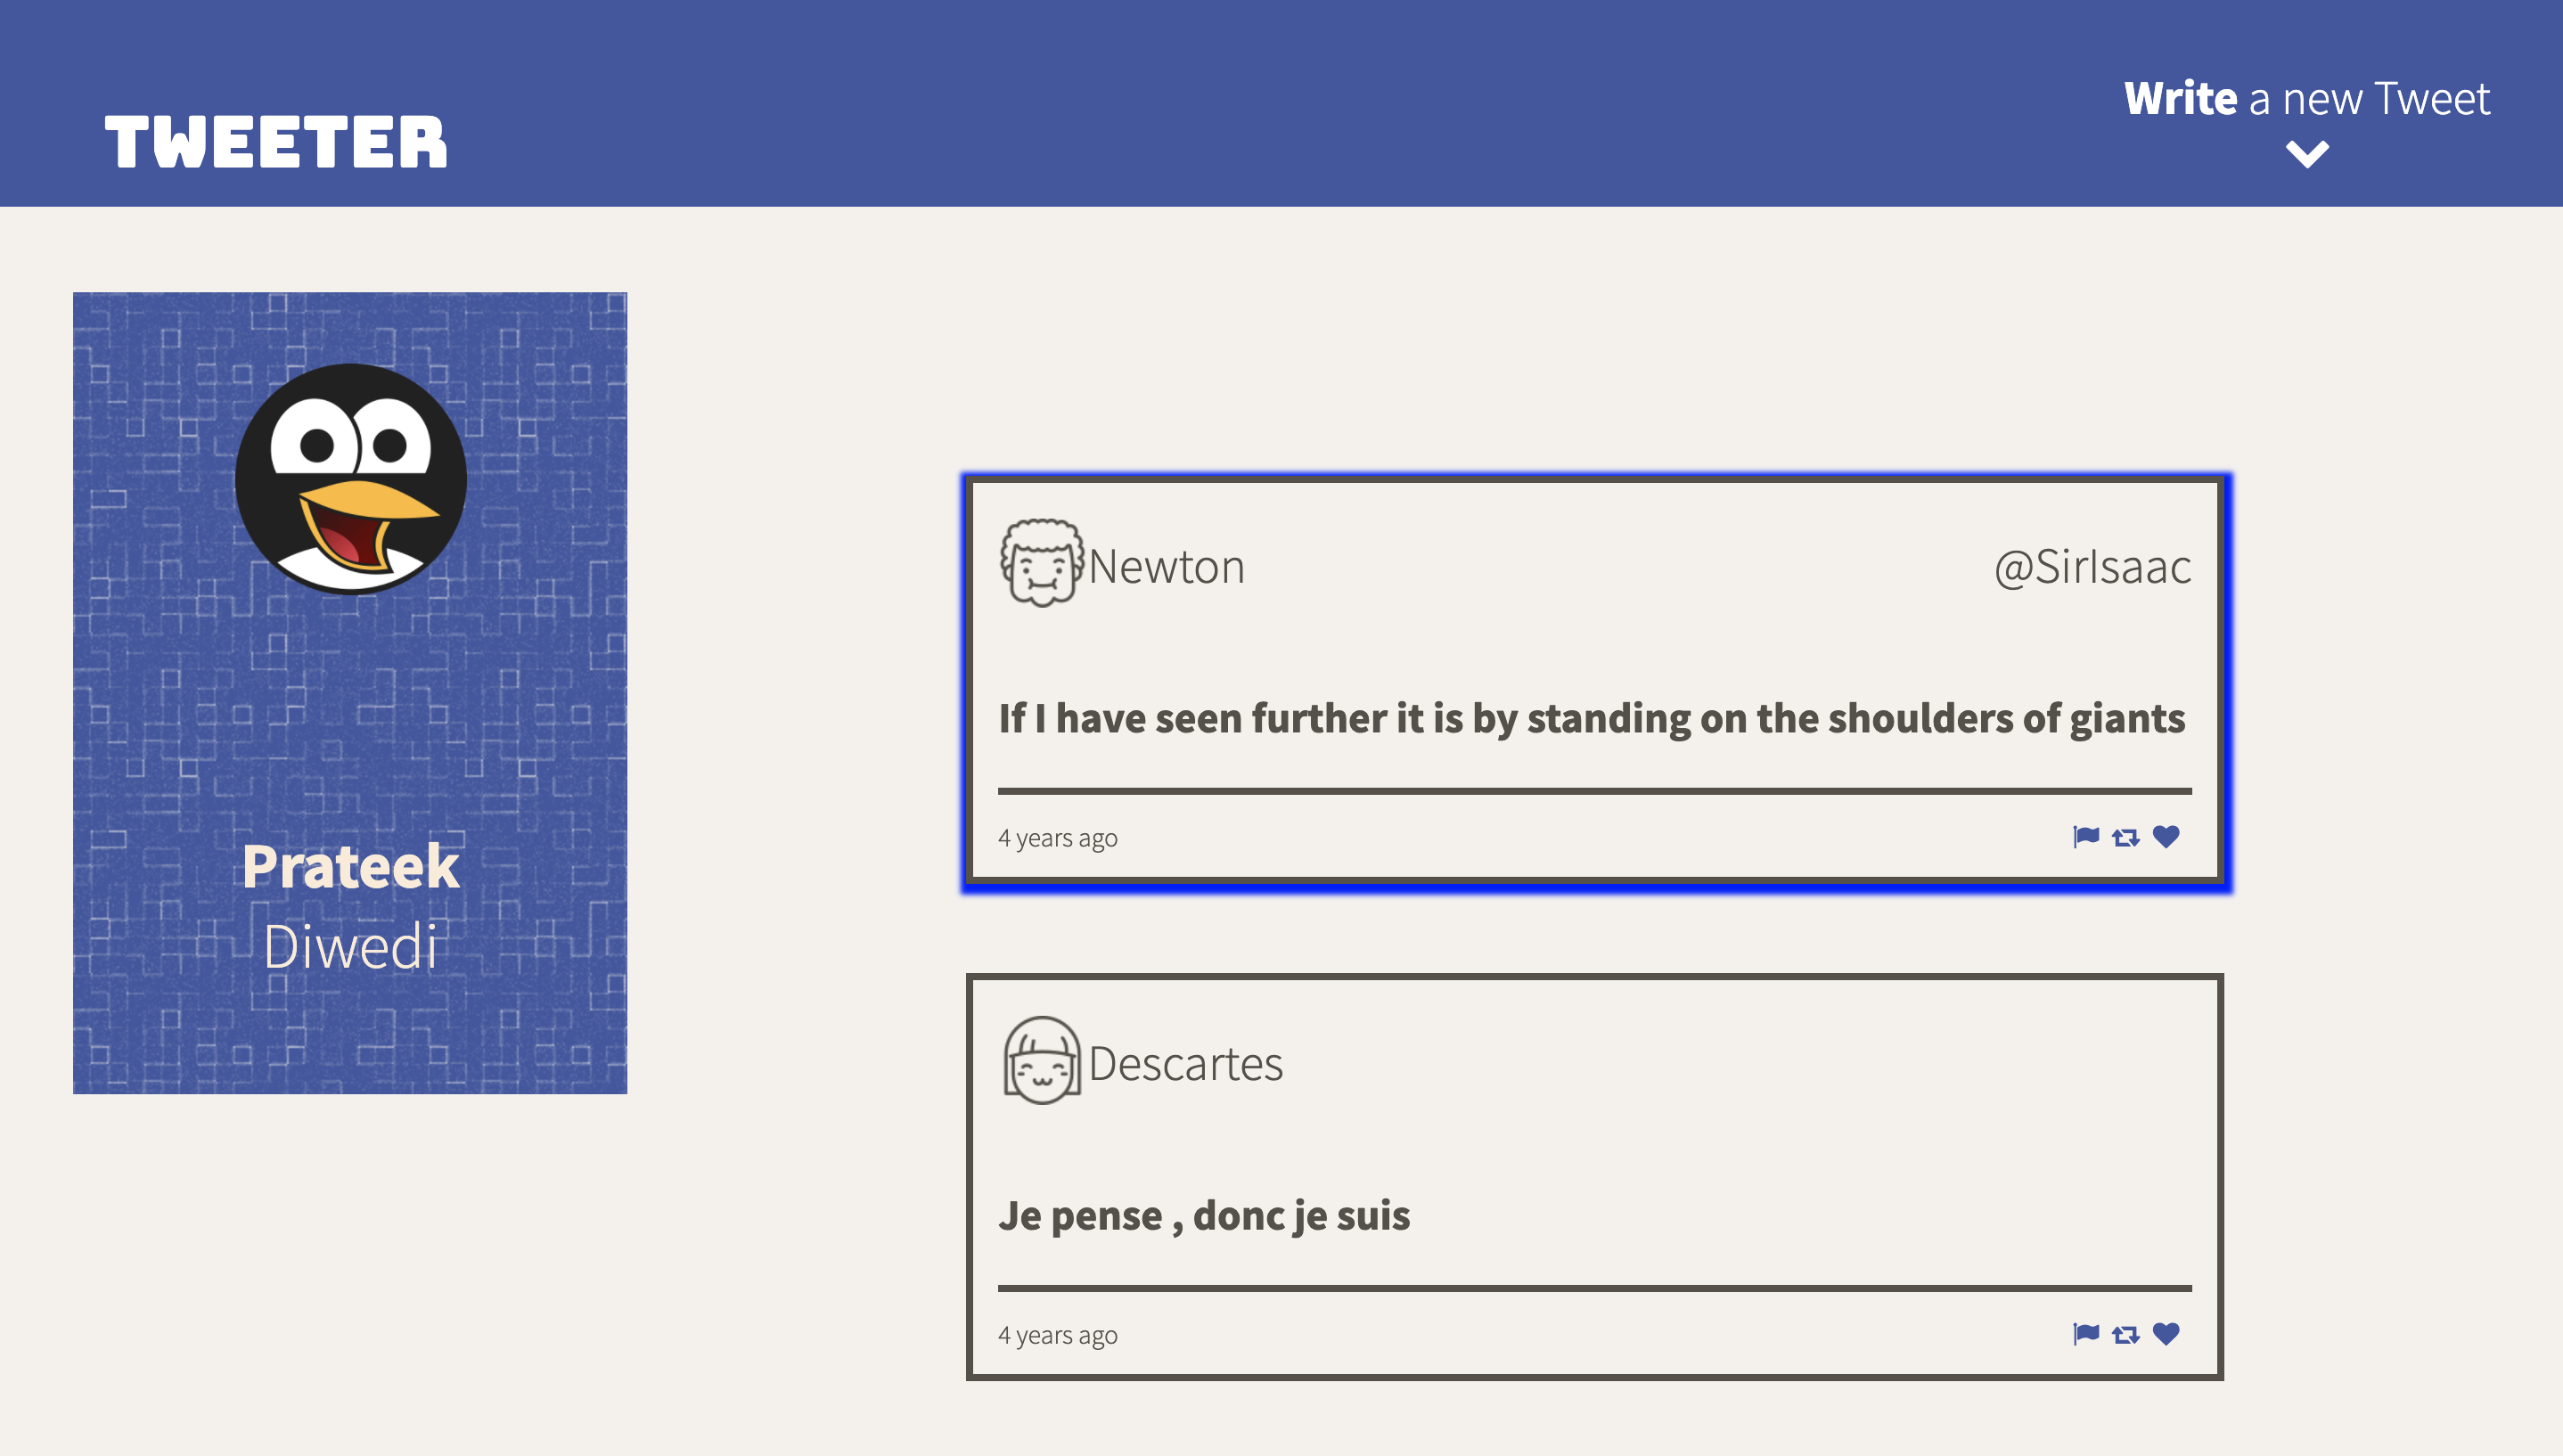 TWEETER
Write a new Tweet
Prateek
Diwedi
Newton
@SirIsaac
If I have seen further it is by standing on the shoulders of giants
4 years ago
Descartes
Je pense , donc je suis
4 years ago